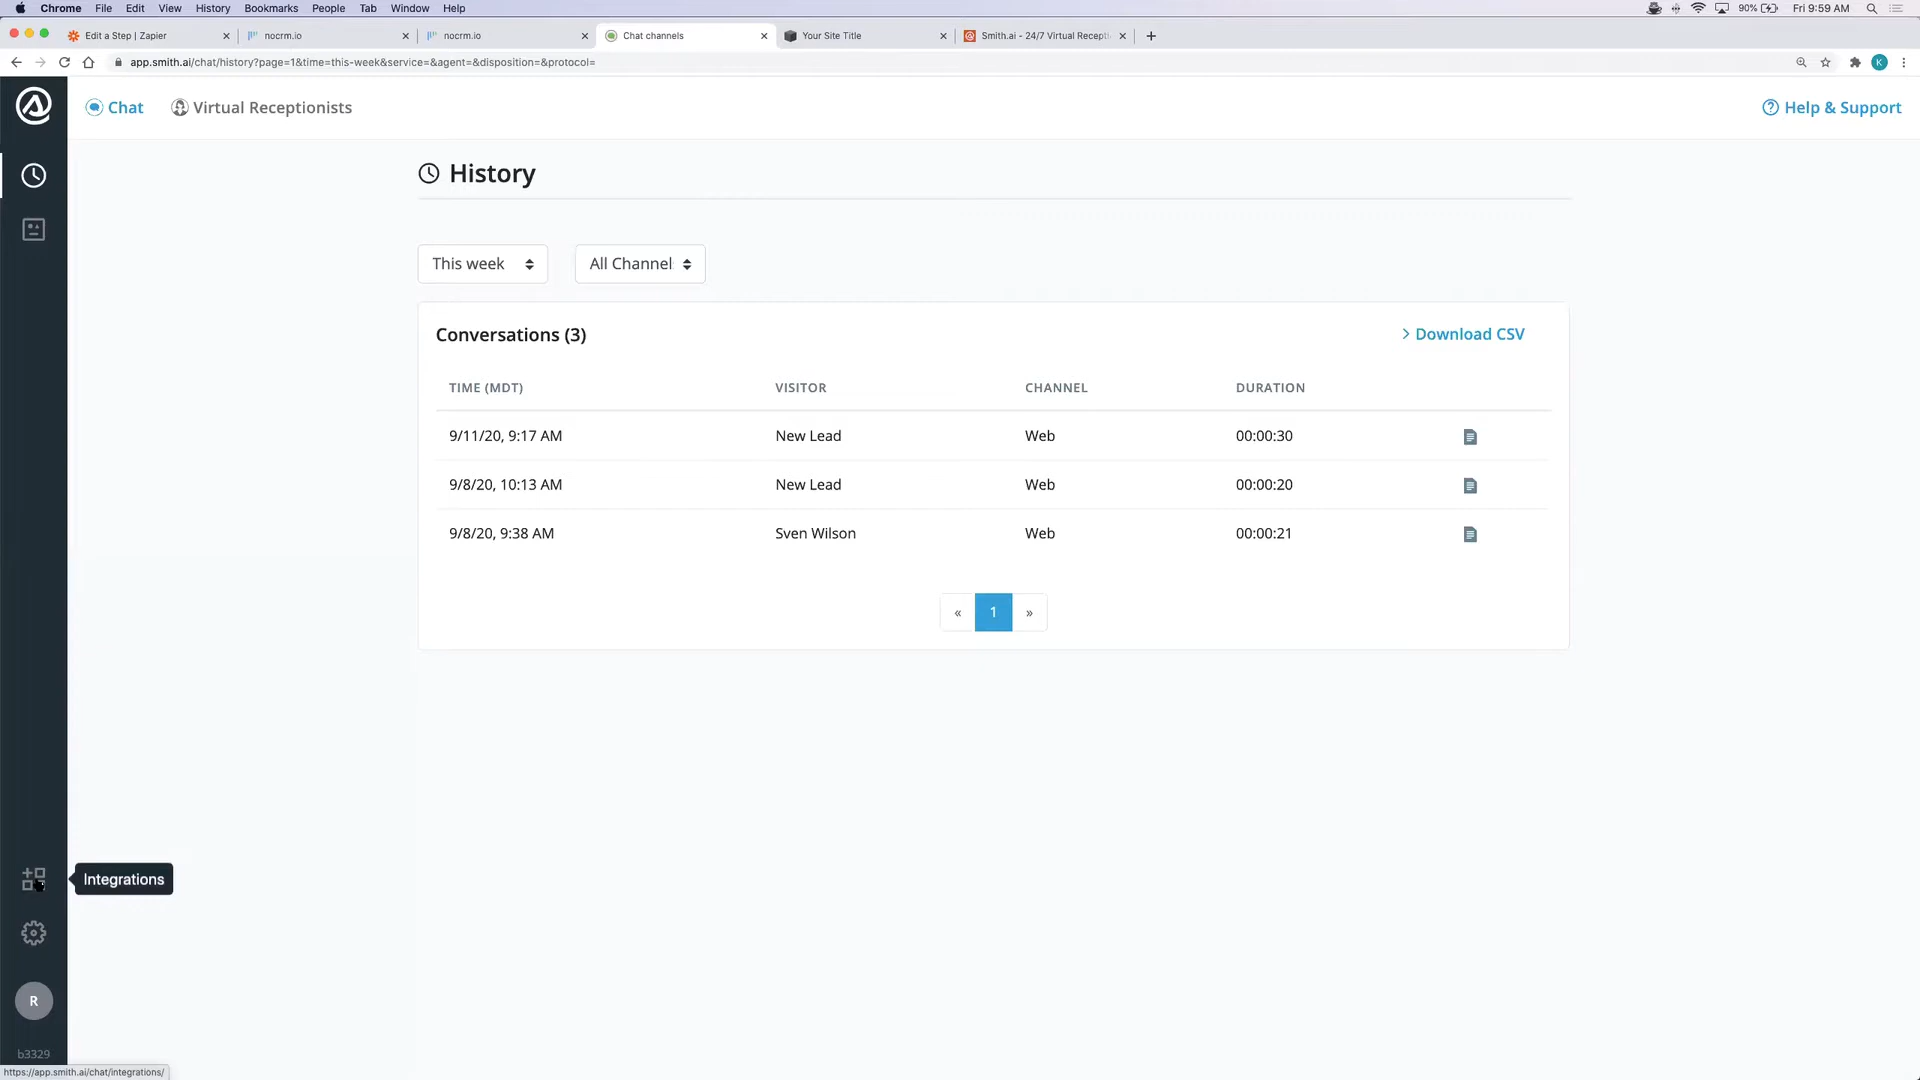 Chrome File Edit View History Bookmarks People Tab Window Help 90% Fri 9:59 AM
Edit a Step | Zapier nocrm.io nocrm.io Chat channels Your Site Title Smith.ai - 24/7 Virtual Recepti
app.smith.ai/chat/history?page=1&time=this-week&service=&agent=&disposition=&protocol= K
Chat Virtual Receptionists Help & Support
History
This week All Channel
Conversations (3) Download CSV
TIME (MDT) VISITOR CHANNEL DURATION
9/11/20, 9:17 AM New Lead Web 00:00:30
9/8/20, 10:13 AM New Lead Web 00:00:20
9/8/20, 9:38 AM Sven Wilson Web 00:00:21
« 1 »
Integrations
R
b3329
https://app.smith.ai/chat/integrations/